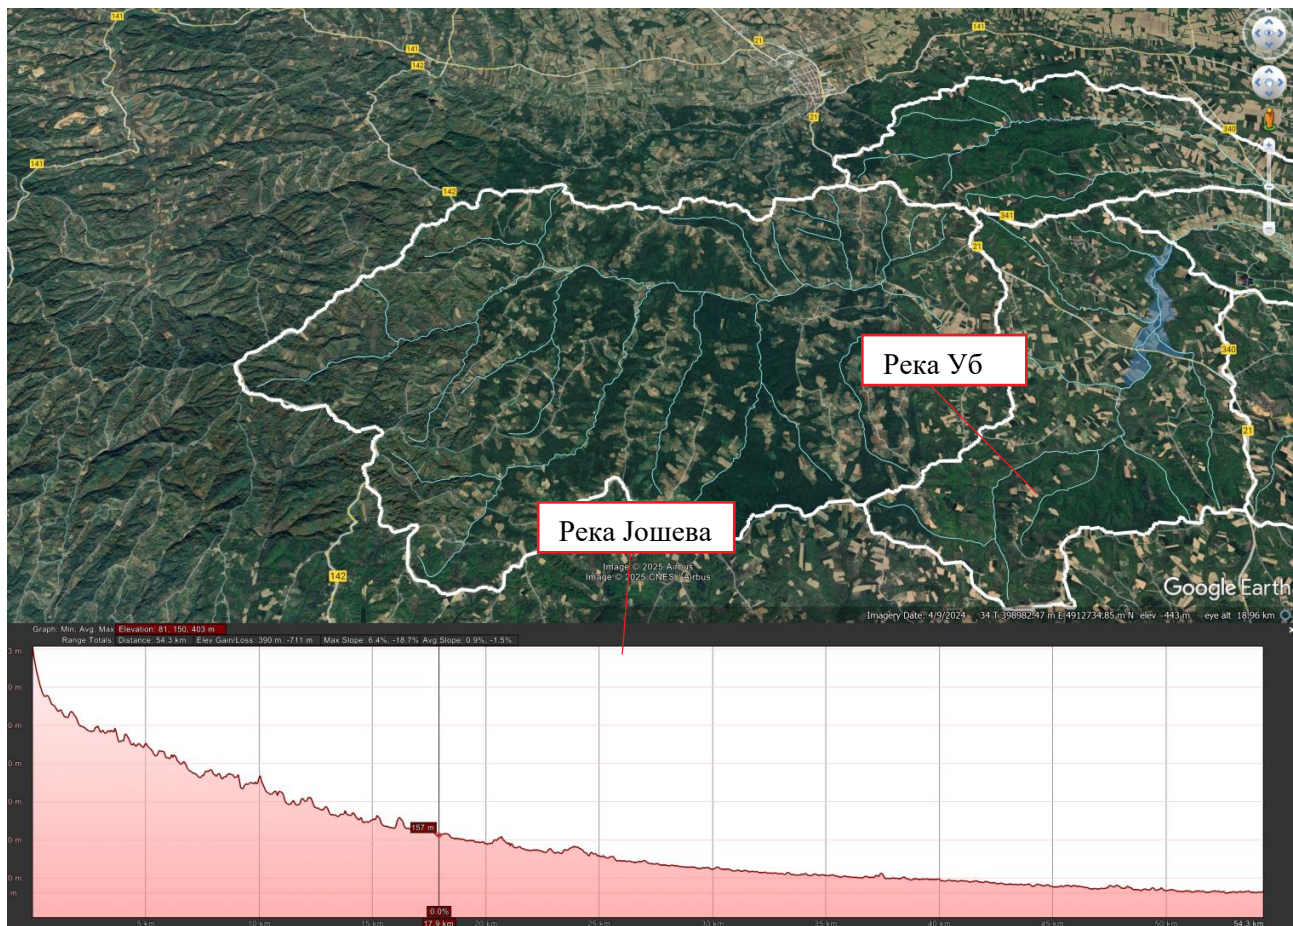 141
21
141
141
142
21
340
141
142
341
21
Река Уб
340
21
Река Јошева
142
Image © 2025 Airbus
Image © 2025 CNES / Airbus
Google Earth
Imagery Date: 4/9/2024 34 T 398982.47 m E 4912734.85 m N elev 443 m eye alt 18.96 km
Graph: Min, Avg, Max Elevation: 81, 150, 403 m
Range Totals: Distance: 54.3 km Elev Gain/Loss: 390 m, -711 m Max Slope: 6.4%, -18.7% Avg Slope: 0.9%, -1.5%
157 m
0.0%
5 km 10 km 15 km 17.9 km 20 km 25 km 30 km 35 km 40 km 45 km 50 km 54.3 km